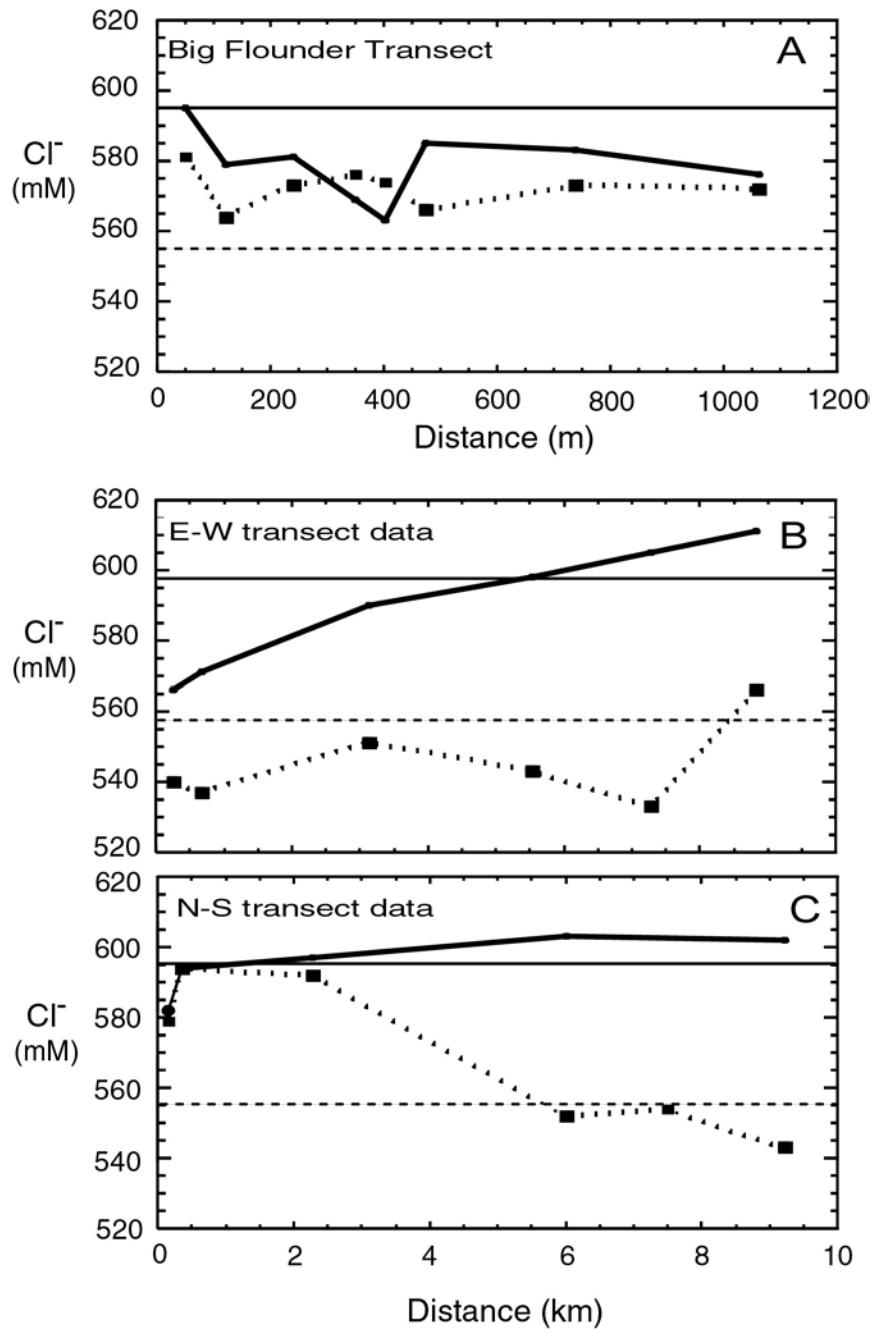 620
Big Flounder Transect
A
600
Cl⁻
(mM)
580
560
540
520
0
200
400
600
800
1000
1200
Distance (m)
620
E-W transect data
B
600
Cl⁻
(mM)
580
560
540
520
620
N-S transect data
C
600
Cl⁻
(mM)
580
560
540
520
0
2
4
6
8
10
Distance (km)